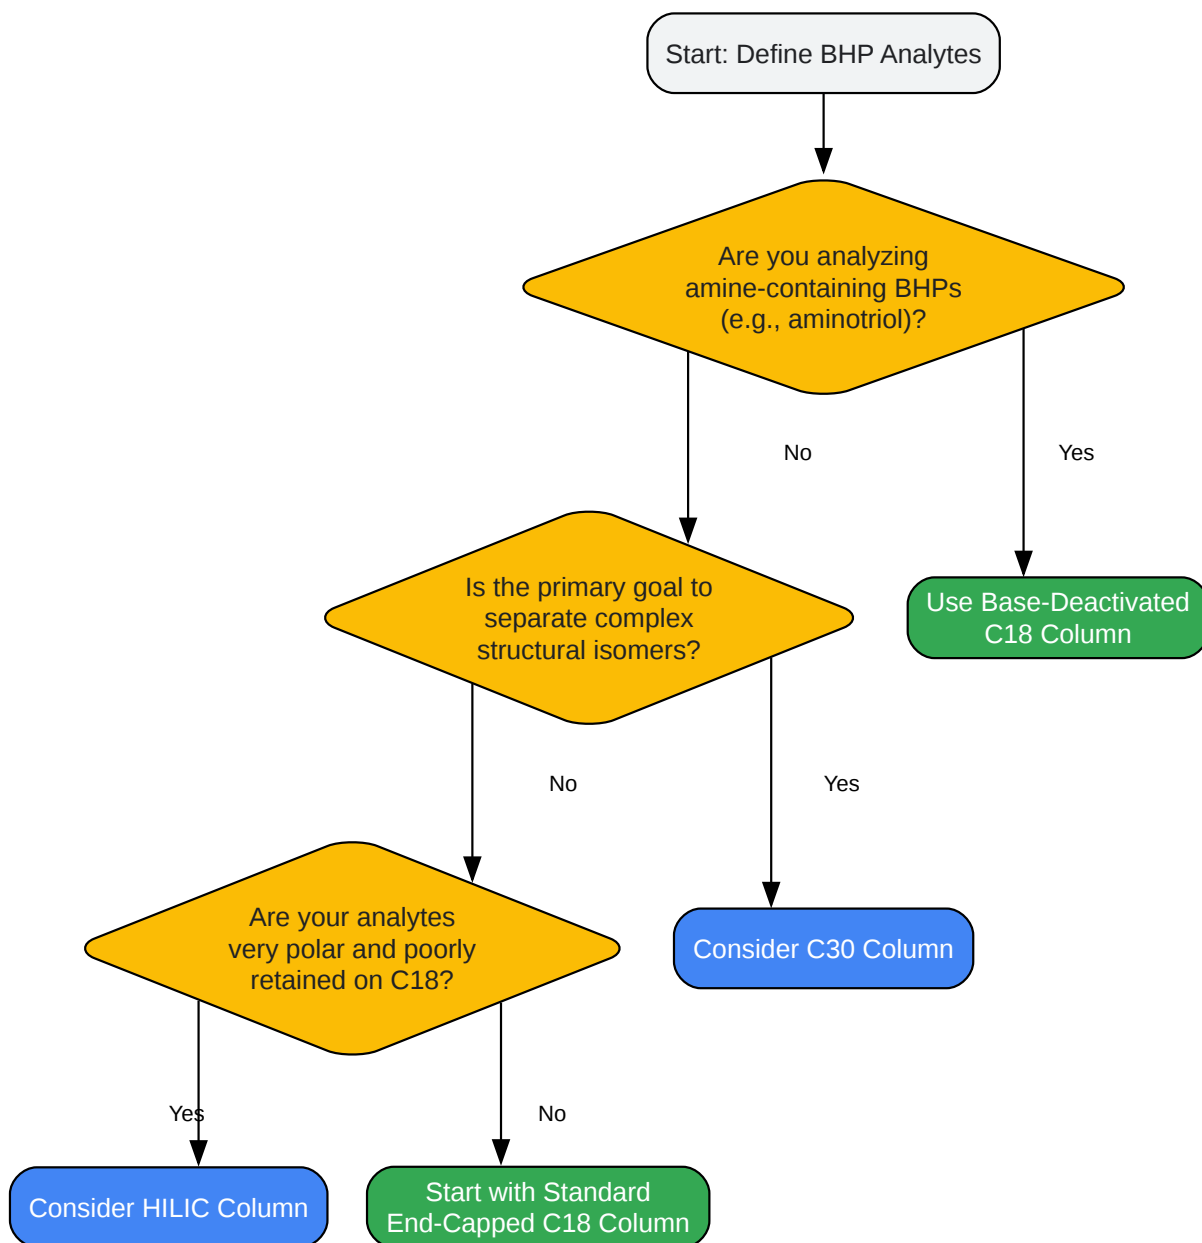 Start: Define BHP Analytes
Are you analyzing
amine-containing BHPs
(e.g., aminotriol)?
No
Yes
Is the primary goal to
separate complex
structural isomers?
Use Base-Deactivated
C18 Column
No
Yes
Are your analytes
very polar and poorly
retained on C18?
Consider C30 Column
Yes
No
Consider HILIC Column
Start with Standard
End-Capped C18 Column